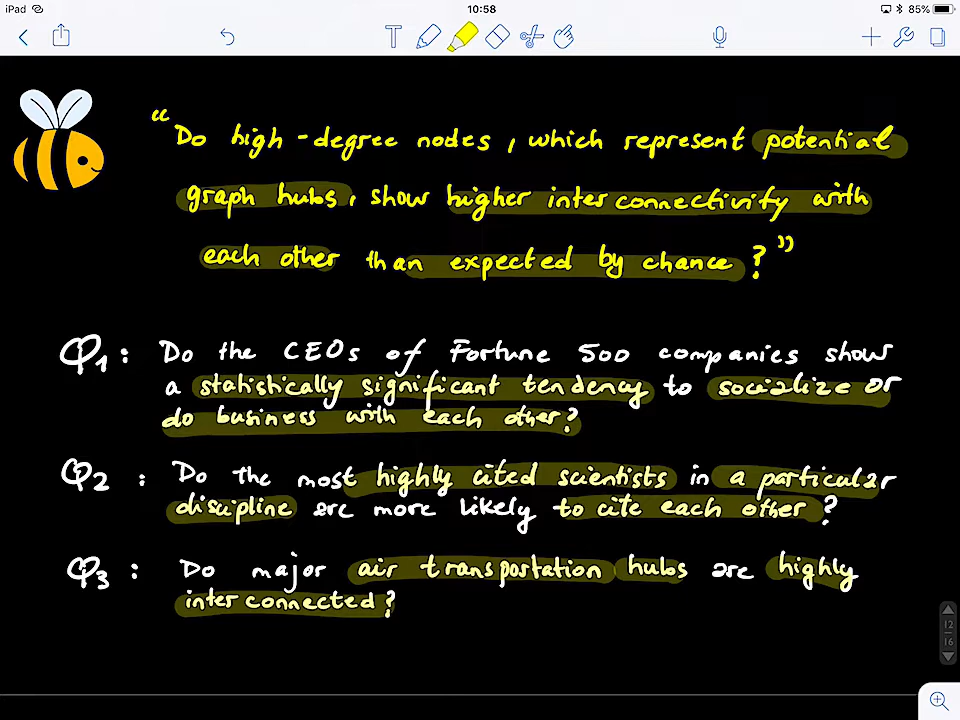 iPad
10:58
85%
T
“Do high-degree nodes, which represent potential
graph hubs, show higher interconnectivity with
each other than expected by chance?”
Q1: Do the CEOs of Fortune 500 companies show
a statistically significant tendency to socialize or
do business with each other?
Q2: Do the most highly cited scientists in a particular
discipline are more likely to cite each other?
Q3: Do major air transportation hubs are highly
interconnected?
12
16